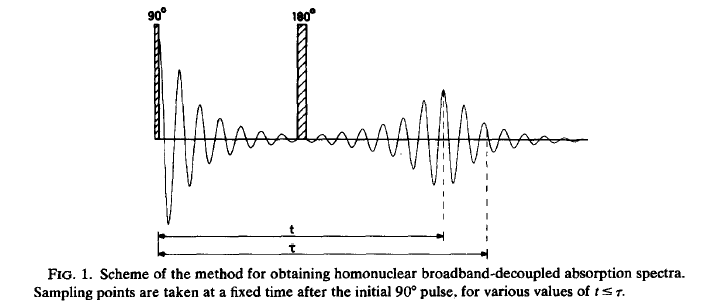 90°
180°
t
τ
FIG. 1. Scheme of the method for obtaining homonuclear broadband-decoupled absorption spectra.
Sampling points are taken at a fixed time after the initial 90° pulse, for various values of t ≤ τ.